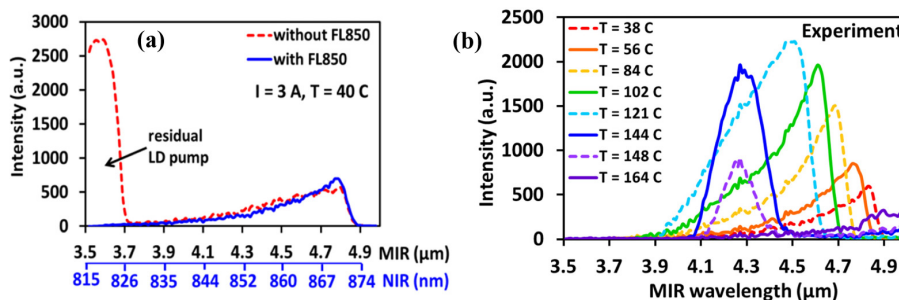 (a)
without FL850
with FL850
I = 3 A, T = 40 C
residual
LD pump
Intensity (a.u.)
3000
2500
2000
1500
1000
500
0
3.5 3.7 3.9 4.1 4.3 4.5 4.7 4.9 MIR (μm)
815 826 835 844 852 860 867 874 NIR (nm)
(b)
Experiment
T = 38 C
T = 56 C
T = 84 C
T = 102 C
T = 121 C
T = 144 C
T = 148 C
T = 164 C
Intensity (a.u.)
2500
2000
1500
1000
500
0
3.5 3.7 3.9 4.1 4.3 4.5 4.7 4.9
MIR wavelength (μm)